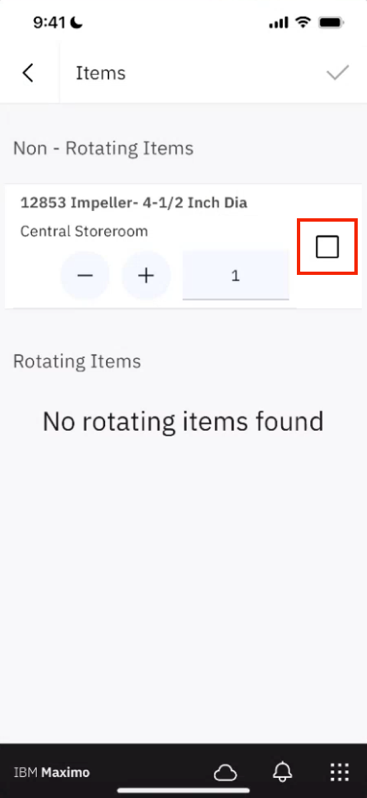 9:41
Items
Non - Rotating Items
12853 Impeller- 4-1/2 Inch Dia
Central Storeroom
1
Rotating Items
No rotating items found
IBM Maximo